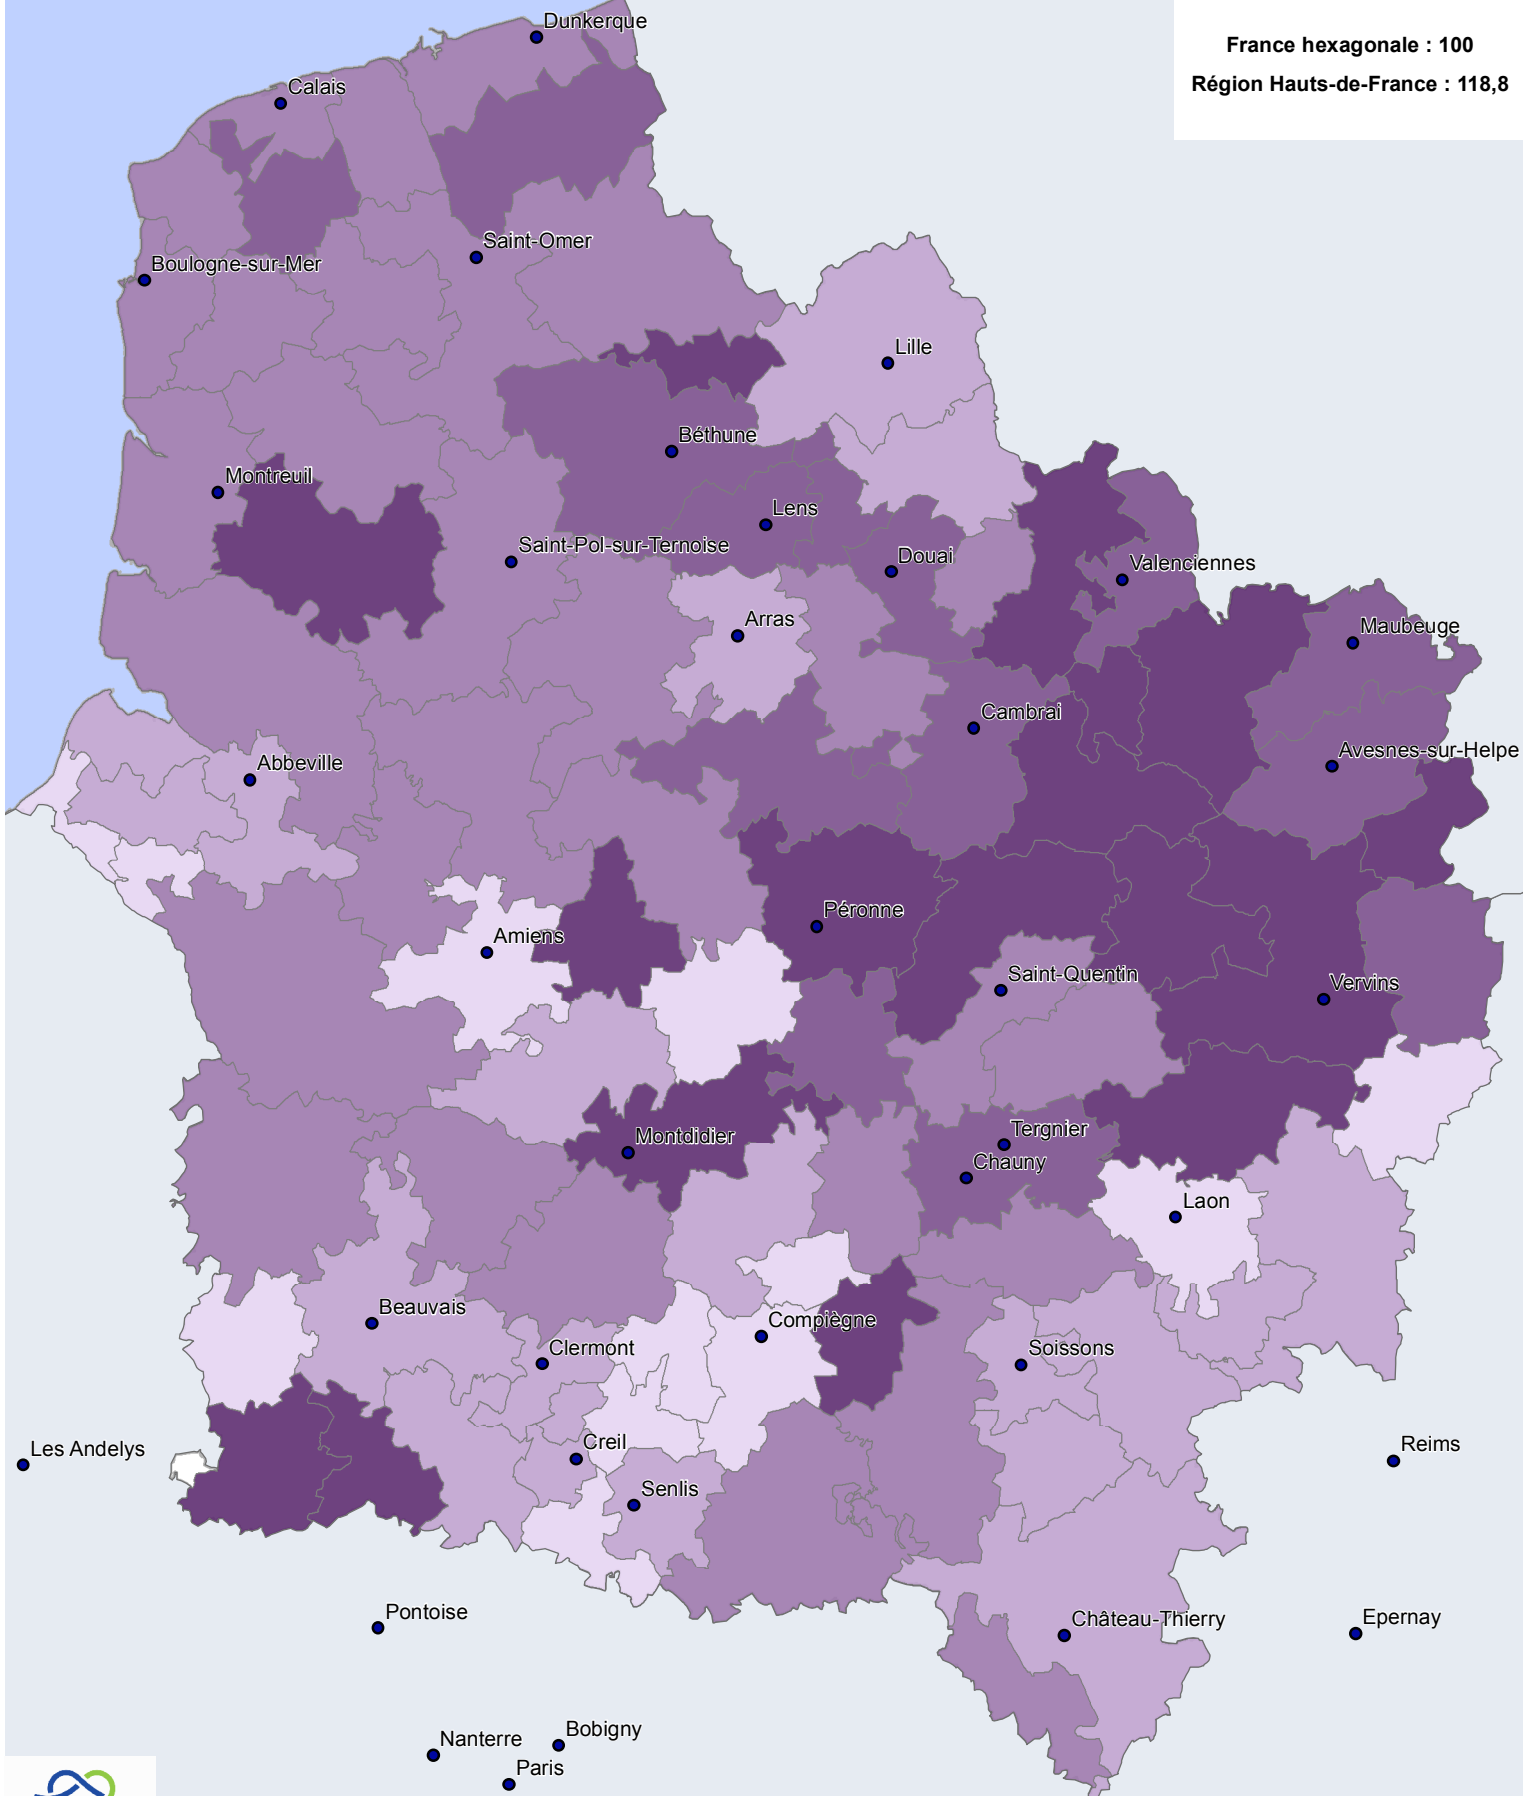 Dunkerque
France hexagonale : 100
Région Hauts-de-France : 118,8
Calais
Saint-Omer
Boulogne-sur-Mer
Lille
Béthune
Montreuil
Lens
Saint-Pol-sur-Ternoise
Douai
Valenciennes
Arras
Maubeuge
Cambrai
Avesnes-sur-Helpe
Abbeville
Péronne
Amiens
Saint-Quentin
Vervins
Montdidier
Tergnier
Chauny
Laon
Beauvais
Compiègne
Clermont
Soissons
Creil
Les Andelys
Reims
Senlis
Pontoise
Château-Thierry
Epernay
Bobigny
Nanterre
Paris